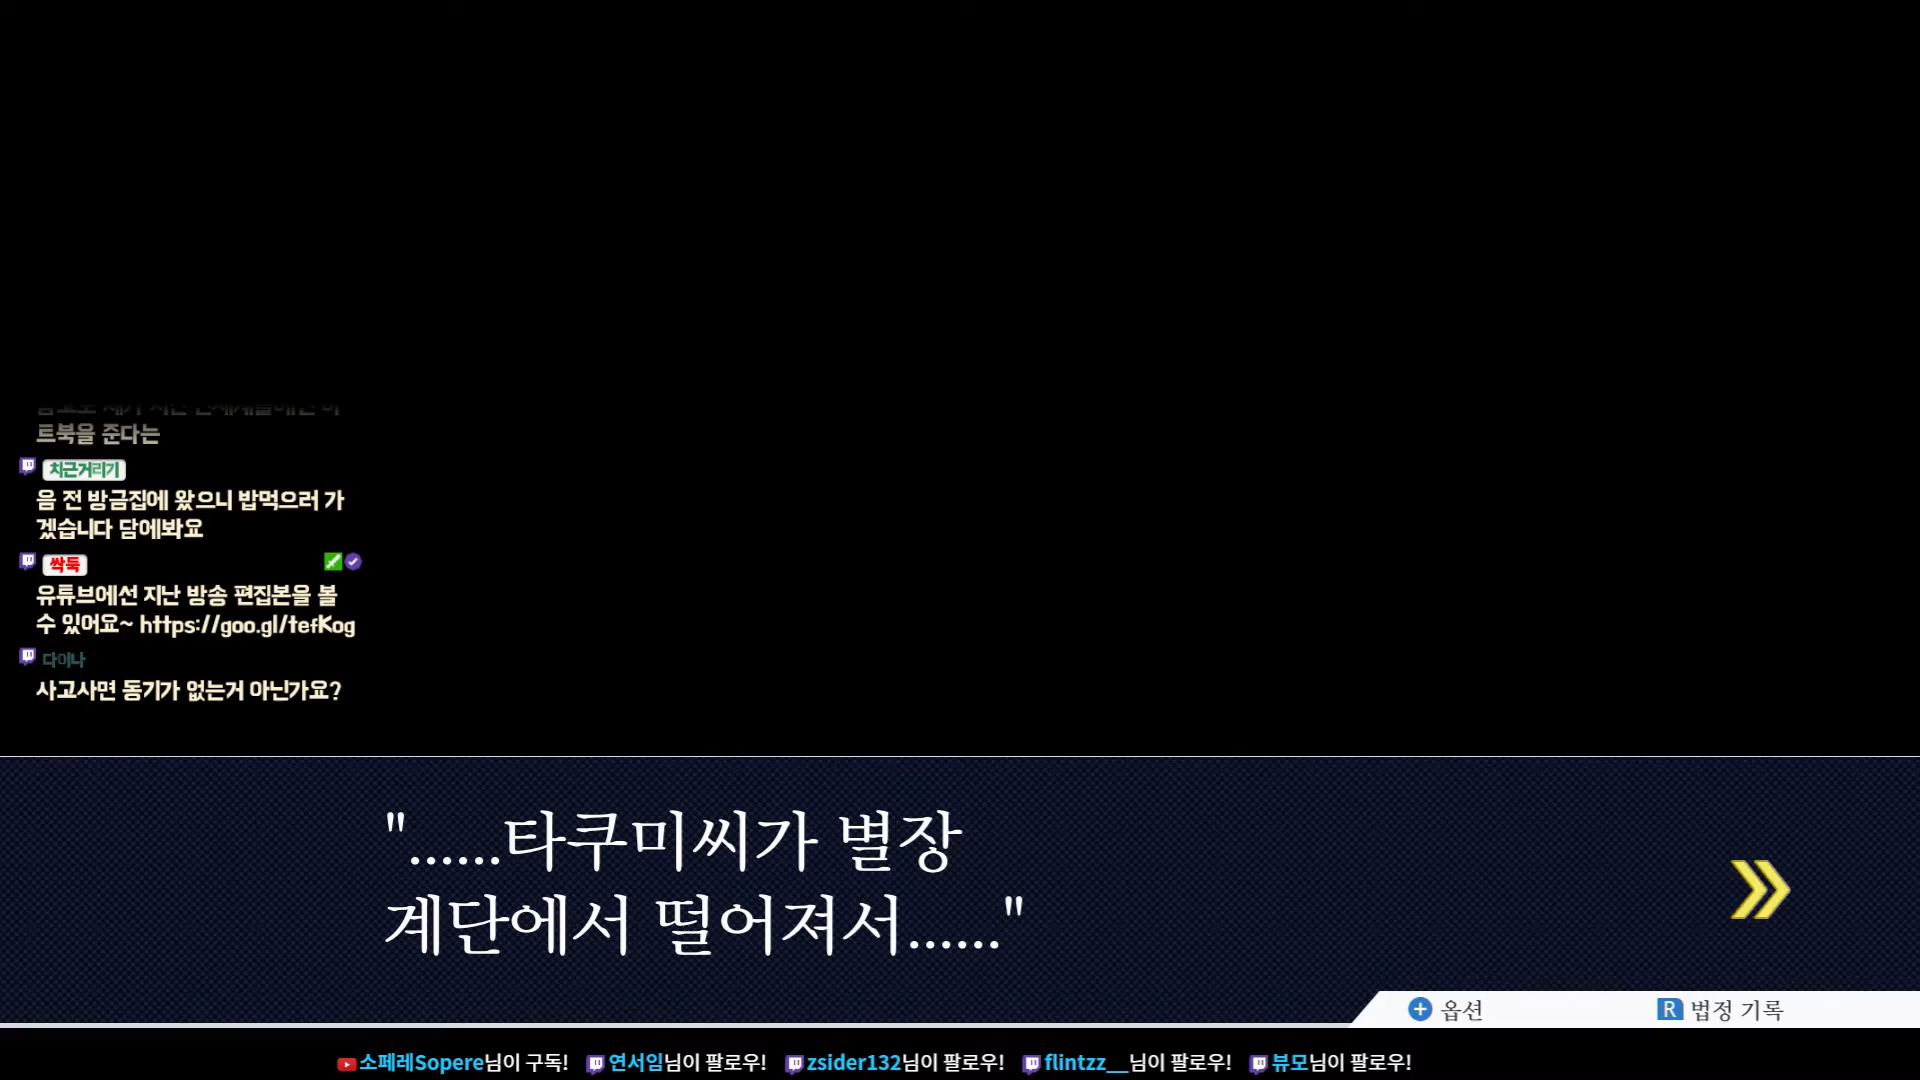 트북을 준다는
치근거리기
음 전 방금집에 왔으니 밥먹으러 가
겠습니다 담에봐요
싹둑
유튜브에선 지난 방송 편집본을 볼
수 있어요~ https://goo.gl/tefKog
다이나
사고사면 동기가 없는거 아닌가요?
"......타쿠미씨가 별장
계단에서 떨어져서......"
옵션
R 법정 기록
소페레Sopere님이 구독! 연서임님이 팔로우! zsider132님이 팔로우! flintzz__님이 팔로우! 뷰모님이 팔로우!